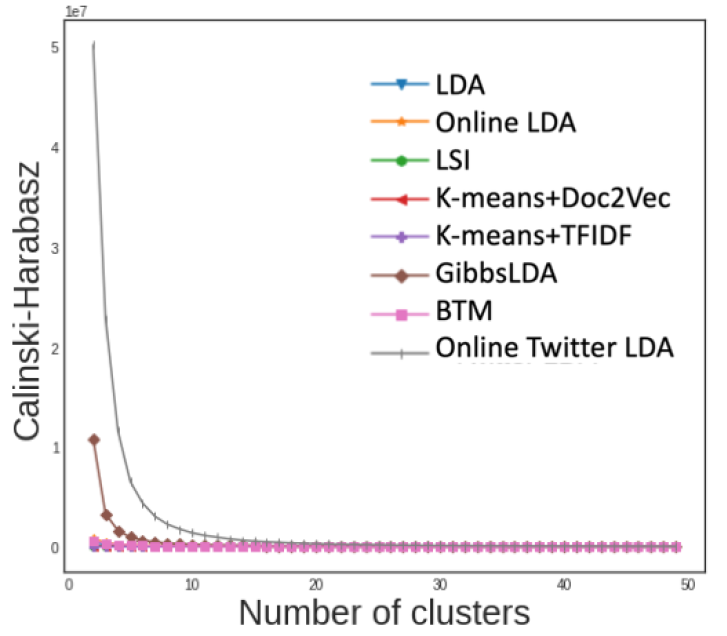 1e7
5
4
3
2
1
0
Calinski-Harabasz
LDA
Online LDA
LSI
K-means+Doc2Vec
K-means+TFIDF
GibbsLDA
BTM
Online Twitter LDA
0 10 20 30 40 50
Number of clusters